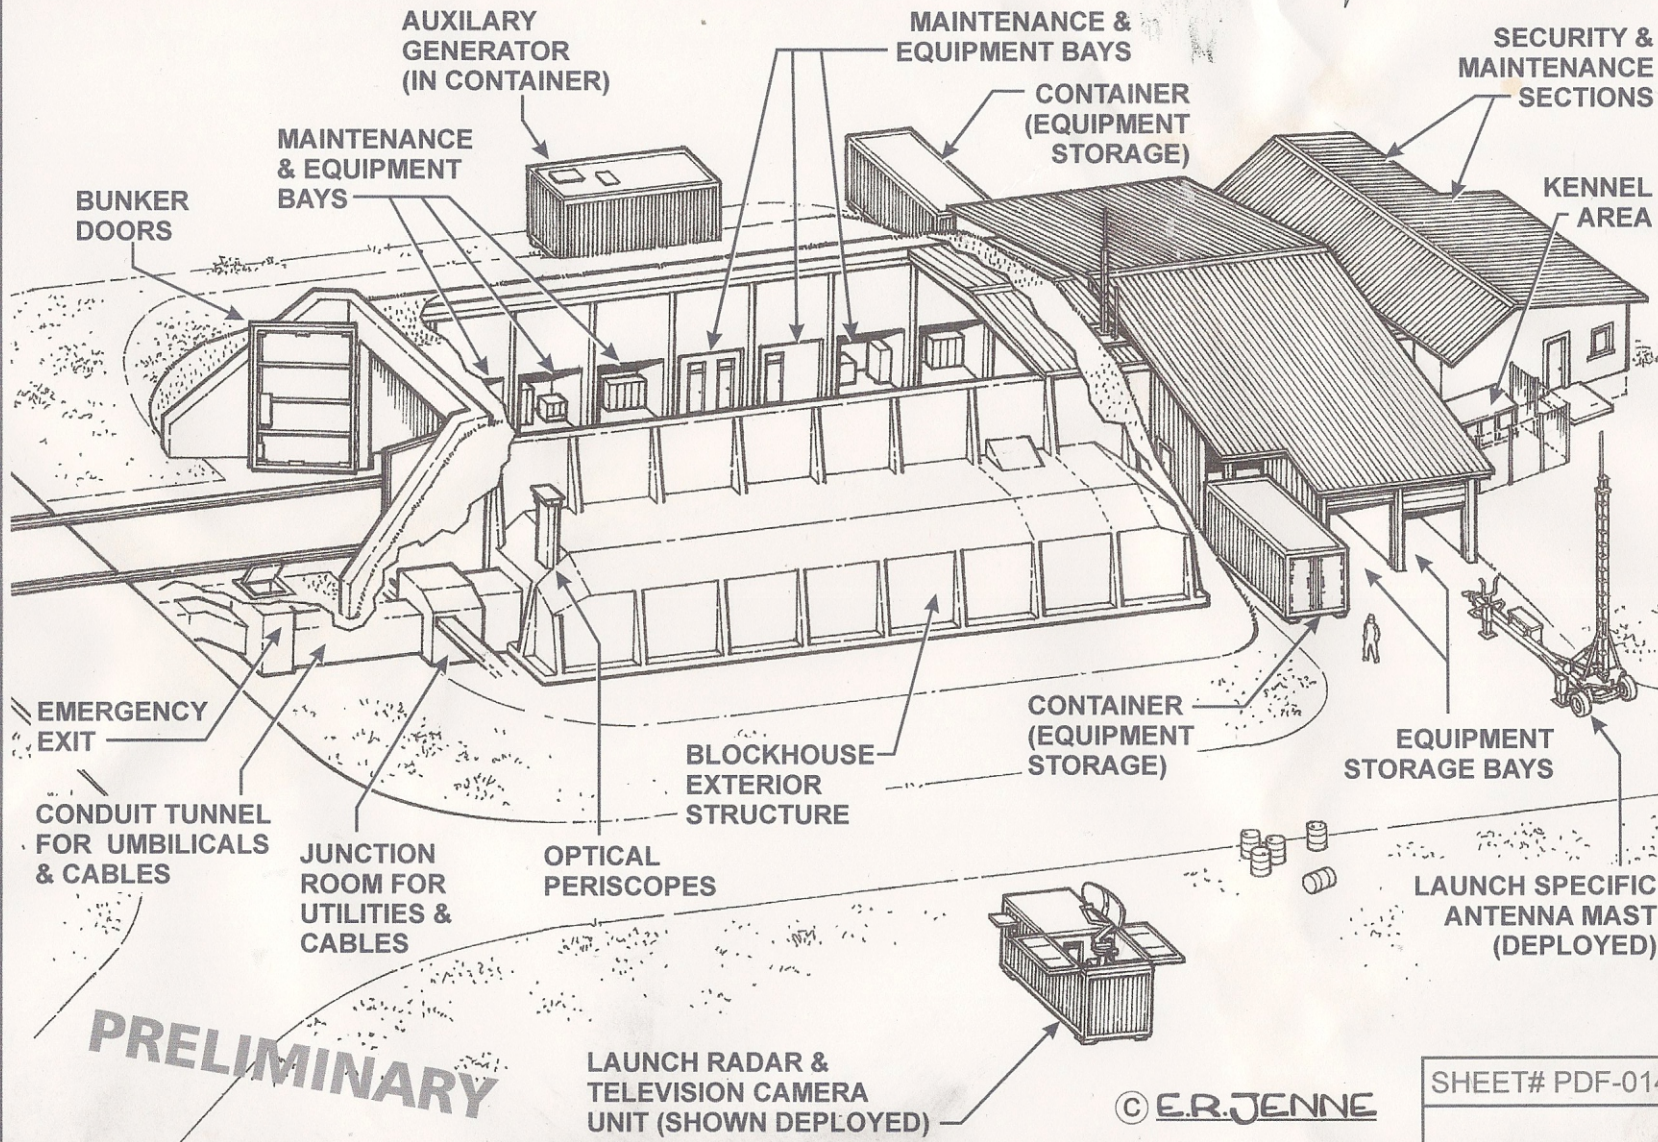 AUXILARY
GENERATOR
(IN CONTAINER)
MAINTENANCE &
EQUIPMENT BAYS
SECURITY &
MAINTENANCE
SECTIONS
CONTAINER
(EQUIPMENT
STORAGE)
MAINTENANCE
& EQUIPMENT
BAYS
KENNEL
AREA
BUNKER
DOORS
EMERGENCY
EXIT
CONTAINER
(EQUIPMENT
STORAGE)
EQUIPMENT
STORAGE BAYS
BLOCKHOUSE
EXTERIOR
STRUCTURE
CONDUIT TUNNEL
FOR UMBILICALS
& CABLES
JUNCTION
ROOM FOR
UTILITIES &
CABLES
OPTICAL
PERISCOPES
LAUNCH SPECIFIC
ANTENNA MAST
(DEPLOYED)
PRELIMINARY
LAUNCH RADAR &
TELEVISION CAMERA
UNIT (SHOWN DEPLOYED)
© E.R.JENNE
SHEET# PDF-014